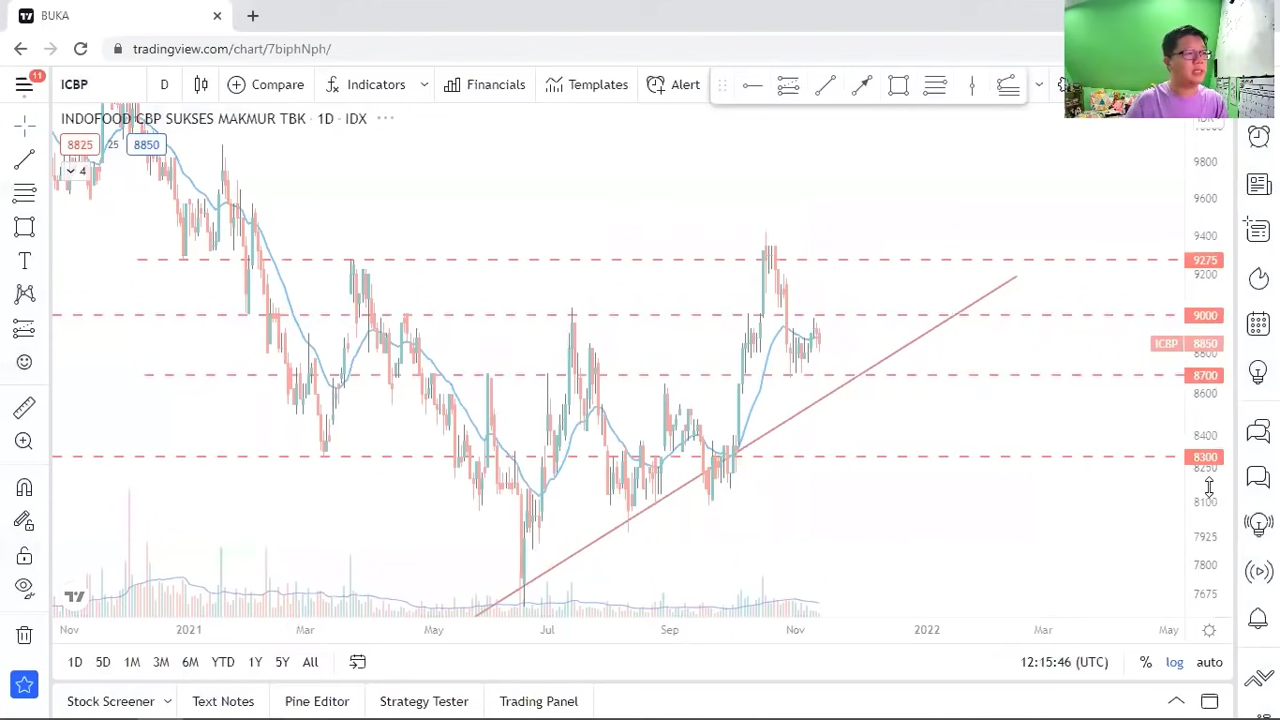 BUKA
tradingview.com/chart/7biphNph/
11
ICBP D Compare Indicators Financials Templates Alert
INDOFOOD CBP SUKSES MAKMUR TBK · 1D · IDX
8825 25 8850
4
9800
9600
9400
9275
9200
9000
ICBP 8850
8800
8700
8600
8400
8300
8250
8100
7925
7800
7675
Nov 2021 Mar May Jul Sep Nov 2022 Mar May
1D 5D 1M 3M 6M YTD 1Y 5Y All 12:15:46 (UTC) % log auto
Stock Screener Text Notes Pine Editor Strategy Tester Trading Panel